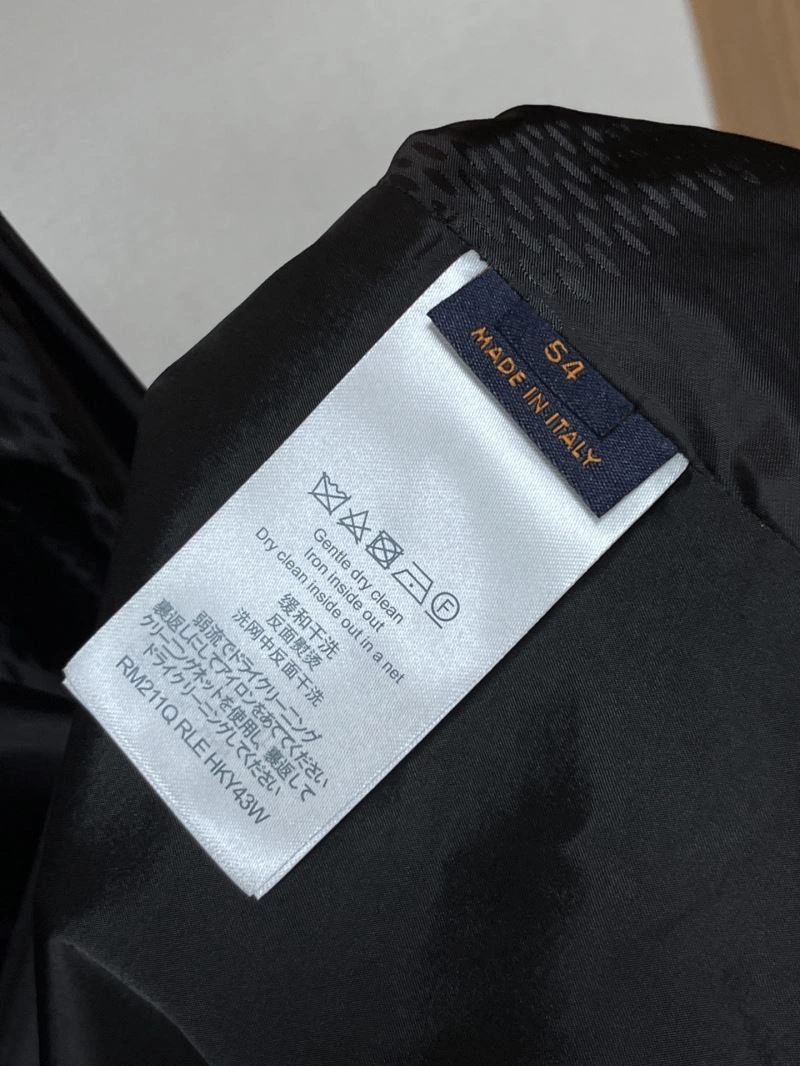 54
MADE IN ITALY
Gentle dry clean
Iron inside out
Dry clean inside out in a net
缓和干洗
反面熨烫
洗网中反面干洗
弱流でドライクリーニング
裏返しにしてアイロンをあててください
クリーニングネットを使用し、裏返して
ドライクリーニングしてください
RM211Q RLE HKY43W